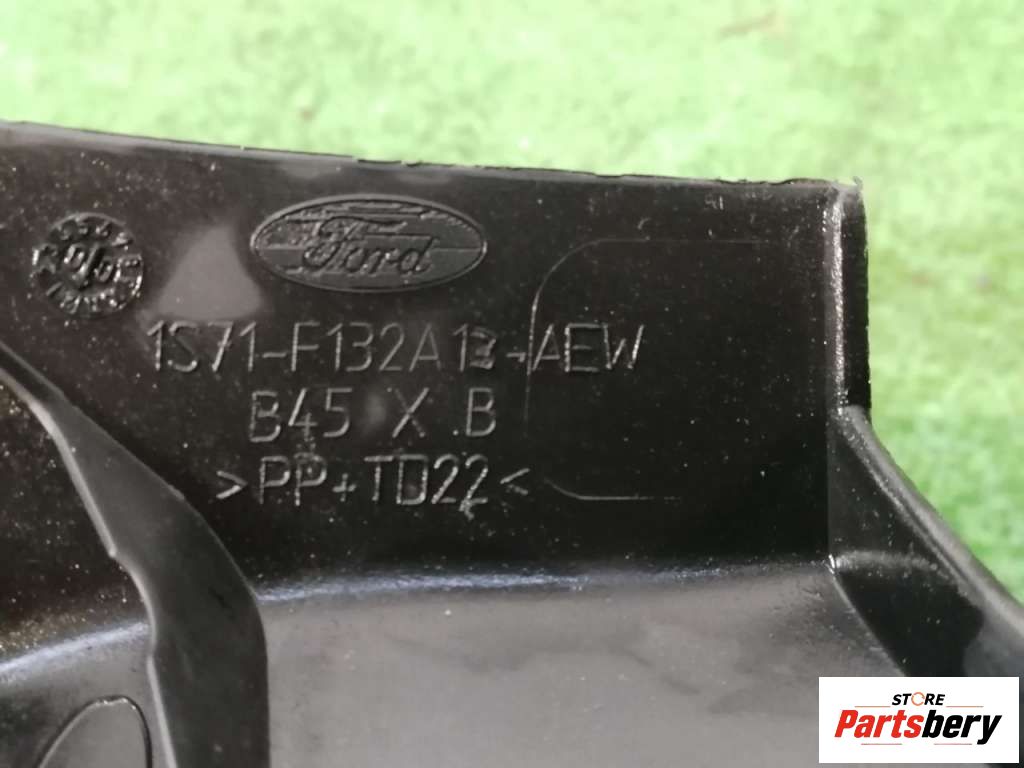 Ford
1S71-F132A13-AEW
B45 X B
>PP+TD22<
STORE
Partsbery